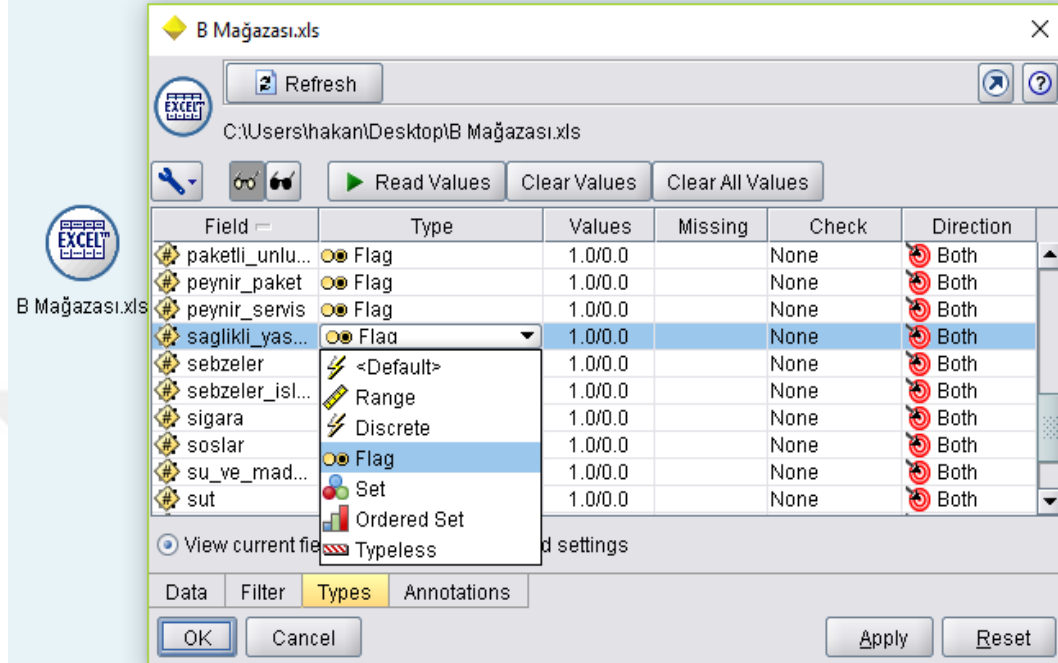 B Mağazası.xls
Refresh
EXCEL
C:\Users\hakan\Desktop\B Mağazası.xls
Read Values Clear Values Clear All Values
Field Type Values Missing Check Direction
paketli_unlu... Flag 1.0/0.0 None Both
peynir_paket Flag 1.0/0.0 None Both
peynir_servis Flag 1.0/0.0 None Both
saglikli_yas... Flag 1.0/0.0 None Both
sebzeler 1.0/0.0 None Both
sebzeler_isl... 1.0/0.0 None Both
sigara 1.0/0.0 None Both
soslar 1.0/0.0 None Both
su_ve_mad... 1.0/0.0 None Both
sut 1.0/0.0 None Both
<Default>
Range
Discrete
Flag
Set
Ordered Set
Typeless
EXCEL
B Mağazası.xls
View current fie d settings
Data Filter Types Annotations
OK Cancel Apply Reset